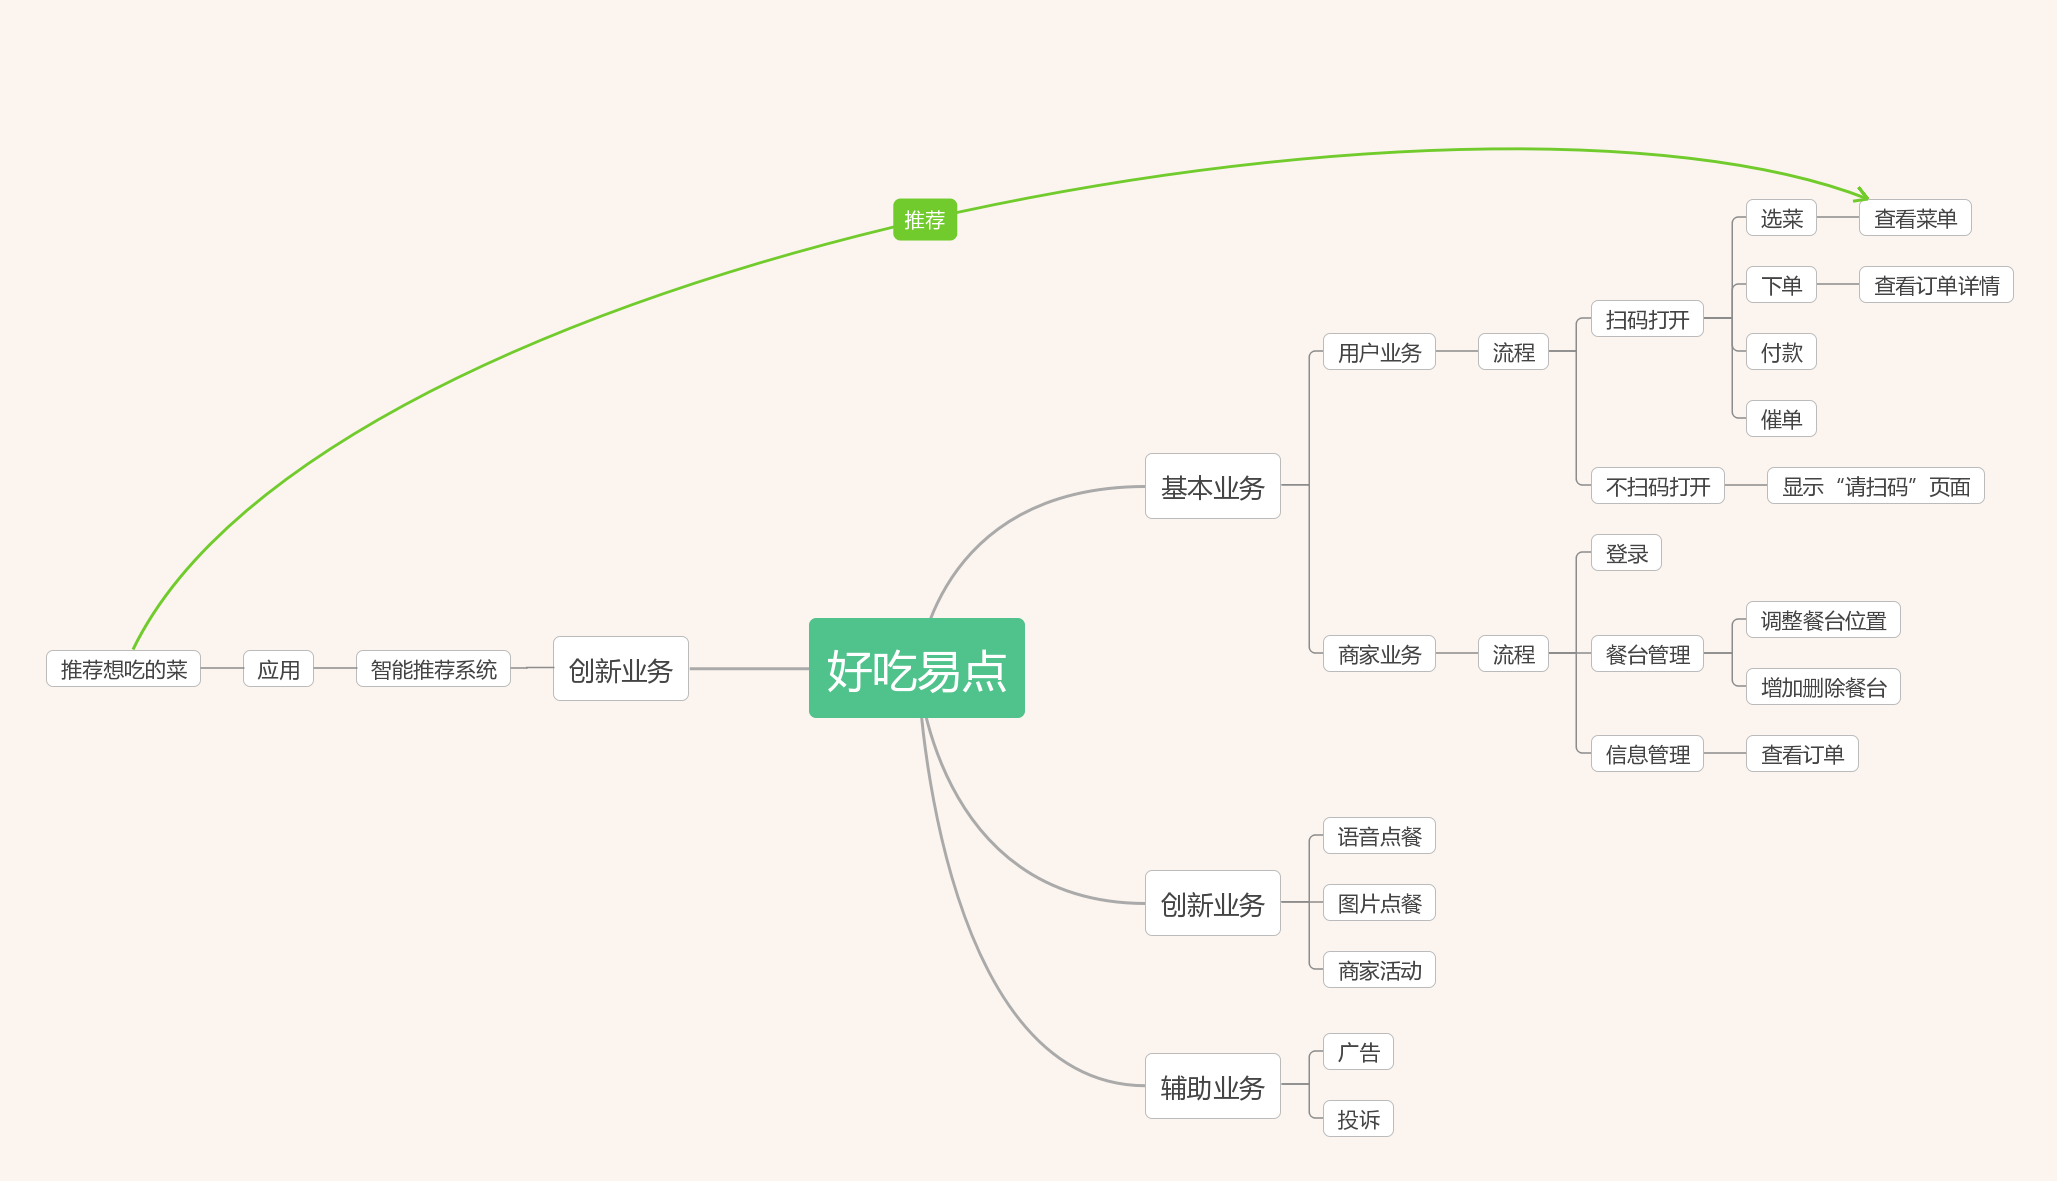 推荐
选菜
查看菜单
下单
查看订单详情
扫码打开
用户业务
流程
付款
催单
基本业务
不扫码打开
显示“请扫码”页面
登录
调整餐台位置
商家业务
流程
餐台管理
增加删除餐台
信息管理
查看订单
推荐想吃的菜
应用
智能推荐系统
创新业务
好吃易点
语音点餐
创新业务
图片点餐
商家活动
广告
辅助业务
投诉